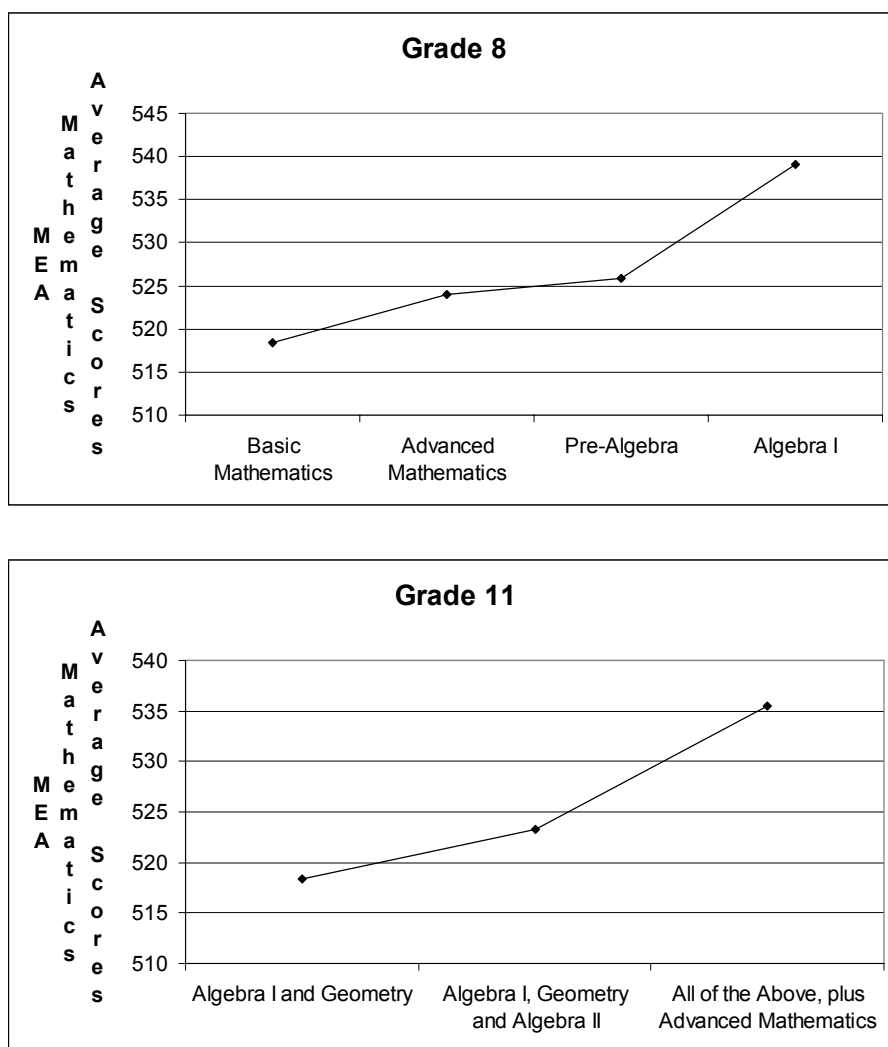 Grade 8
MEA
Mathematics
Average Scores
545
540
535
530
525
520
515
510
Basic
Mathematics
Advanced
Mathematics
Pre-Algebra
Algebra I
Grade 11
MEA
Mathematics
Average Scores
540
535
530
525
520
515
510
Algebra I and Geometry
Algebra I, Geometry
and Algebra II
All of the Above, plus
Advanced Mathematics